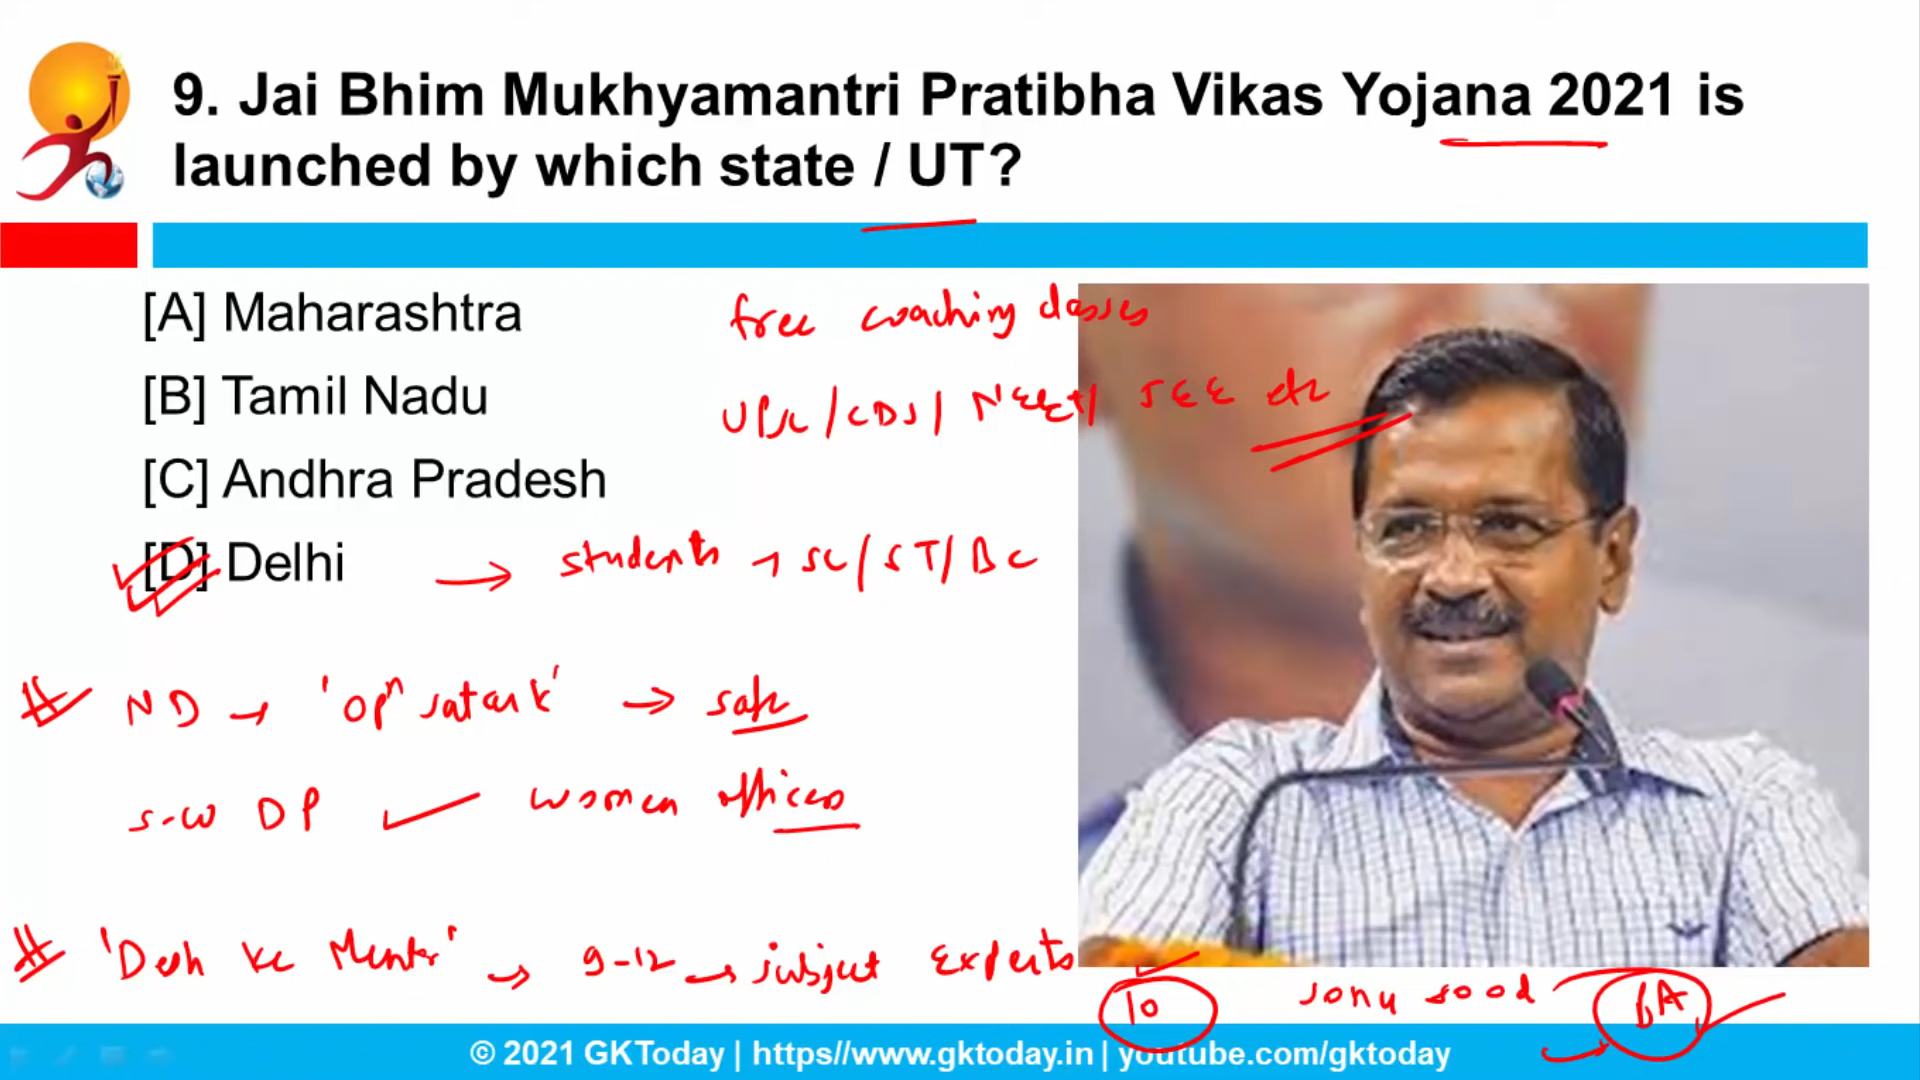 9. Jai Bhim Mukhyamantri Pratibha Vikas Yojana 2021 is
launched by which state / UT?
[A] Maharashtra
free coaching classes
[B] Tamil Nadu
UPSC / CDS / NEET / JEE etc
[C] Andhra Pradesh
[D] Delhi → students → SC/ST/BC
# ND → 'opn satark' → safe
S-W DP women officers
# 'Desh ke Mentor' → 9-12 → subject experts
10 sonu sood BA
© 2021 GKToday | https//www.gktoday.in | youtube.com/gktoday